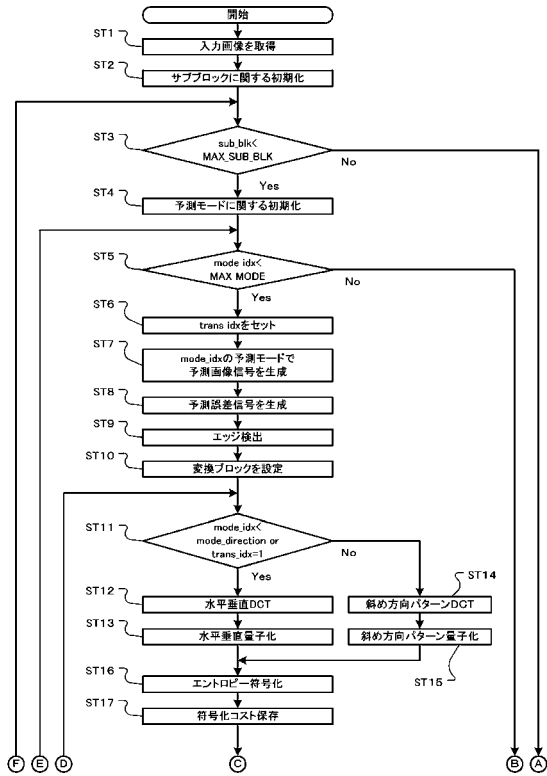 開始
ST1
入力画像を取得
ST2
サブブロックに関する初期化
ST3
sub_blk<
MAX_SUB_BLK
No
Yes
ST4
予測モードに関する初期化
ST5
mode idx<
MAX MODE
No
Yes
ST6
trans idxをセット
ST7
mode_idxの予測モードで
予測画像信号を生成
ST8
予測誤差信号を生成
ST9
エッジ検出
ST10
変換ブロックを設定
ST11
mode_idx<
mode_direction or
trans_idx=1
No
Yes
ST12
水平垂直DCT
ST14
斜め方向パターンDCT
ST13
水平垂直量子化
斜め方向パターン量子化
ST15
ST16
エントロピー符号化
ST17
符号化コスト保存
F
E
D
C
B
A